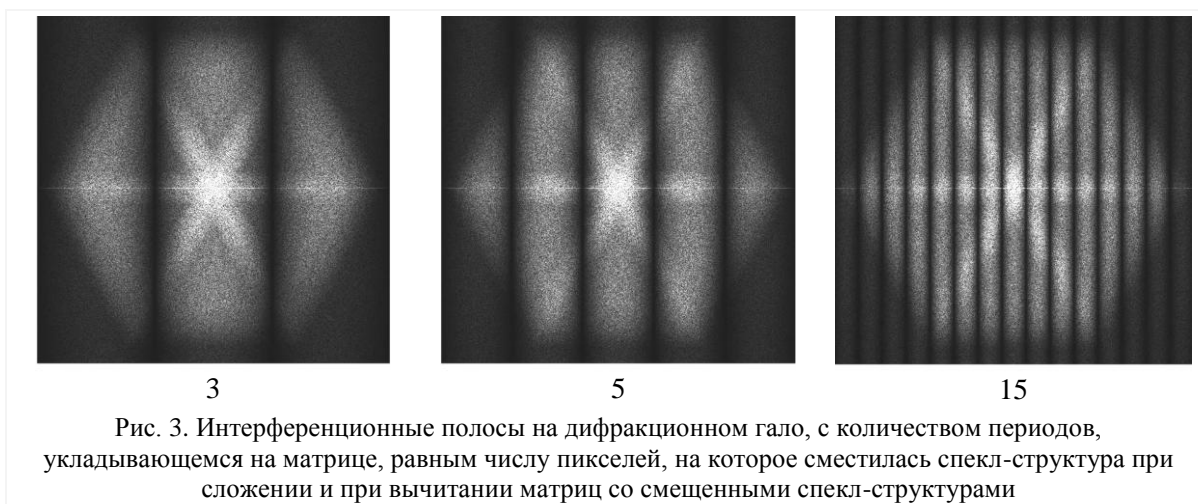 3 5 15
Рис. 3. Интерференционные полосы на дифракционном гало, с количеством периодов,
укладывающемся на матрице, равным числу пикселей, на которое сместилась спекл-структура при
сложении и при вычитании матриц со смещенными спекл-структурами